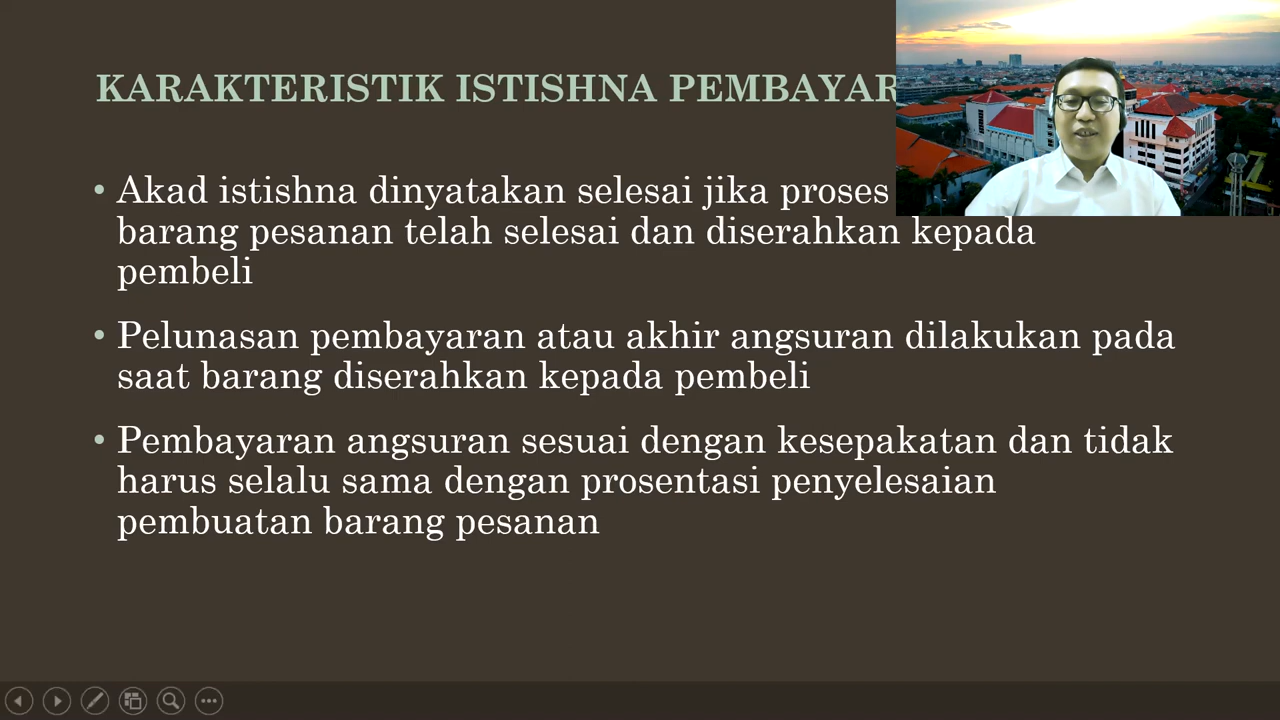 KARAKTERISTIK ISTISHNA
Akad istishna dinyatakan selesai jika proses
barang pesanan telah selesai dan diserahkan kepada
pembeli
Pelunasan pembayaran atau akhir angsuran dilakukan pada
saat barang diserahkan kepada pembeli
Pembayaran angsuran sesuai dengan kesepakatan dan tidak
harus selalu sama dengan prosentasi penyelesaian
pembuatan barang pesanan